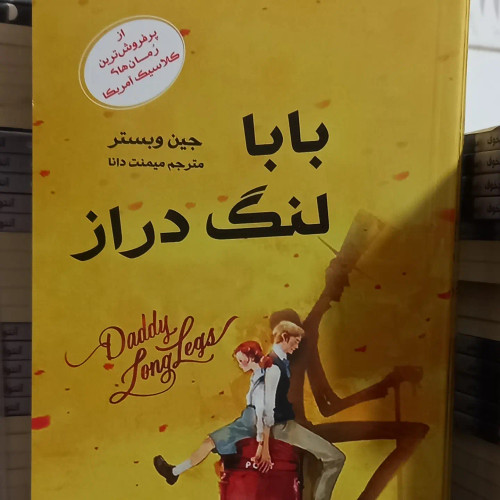 از
پرفروش‌ترین
رمان‌های
کلاسیک آمریکا
جین وبستر
مترجم میمنت دانا
بابا
لنگ دراز
Daddy
Long Legs